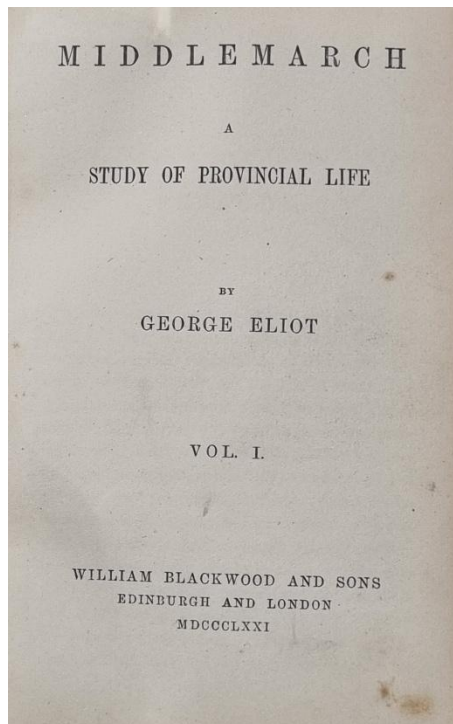 MIDDLEMARCH
A
STUDY OF PROVINCIAL LIFE
BY
GEORGE ELIOT
VOL. I.
WILLIAM BLACKWOOD AND SONS
EDINBURGH AND LONDON
MDCCCLXXI